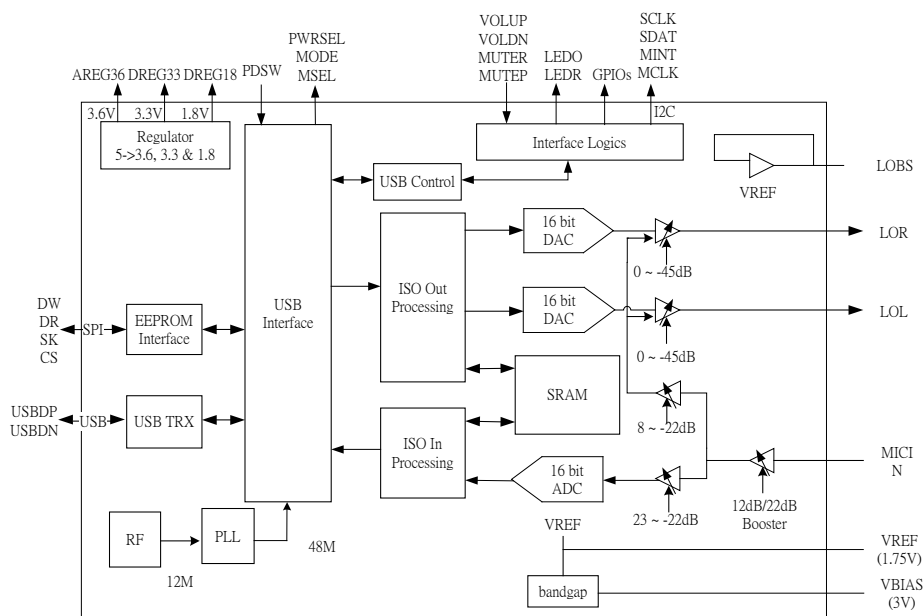 VOLUP
VOLDN
MUTER
MUTEP
SCLK
SDAT
MINT
MCLK
PWRSEL
MODE
MSEL
LEDO
LEDR
GPIOs
AREG36 DREG33 DREG18
PDSW
3.6V
3.3V
1.8V
I2C
Regulator
5->3.6, 3.3 & 1.8
Interface Logics
USB Control
VREF
LOBS
16 bit
DAC
LOR
0 ~ -45dB
USB
Interface
ISO Out
Processing
16 bit
DAC
LOL
0 ~ -45dB
DW
DR
SK
CS
SPI
EEPROM
Interface
SRAM
8 ~ -22dB
USBDP
USBDN
USB
USB TRX
ISO In
Processing
16 bit
ADC
23 ~ -22dB
12dB/22dB
Booster
MICI
N
RF
12M
PLL
48M
VREF
VREF
(1.75V)
bandgap
VBIAS
(3V)